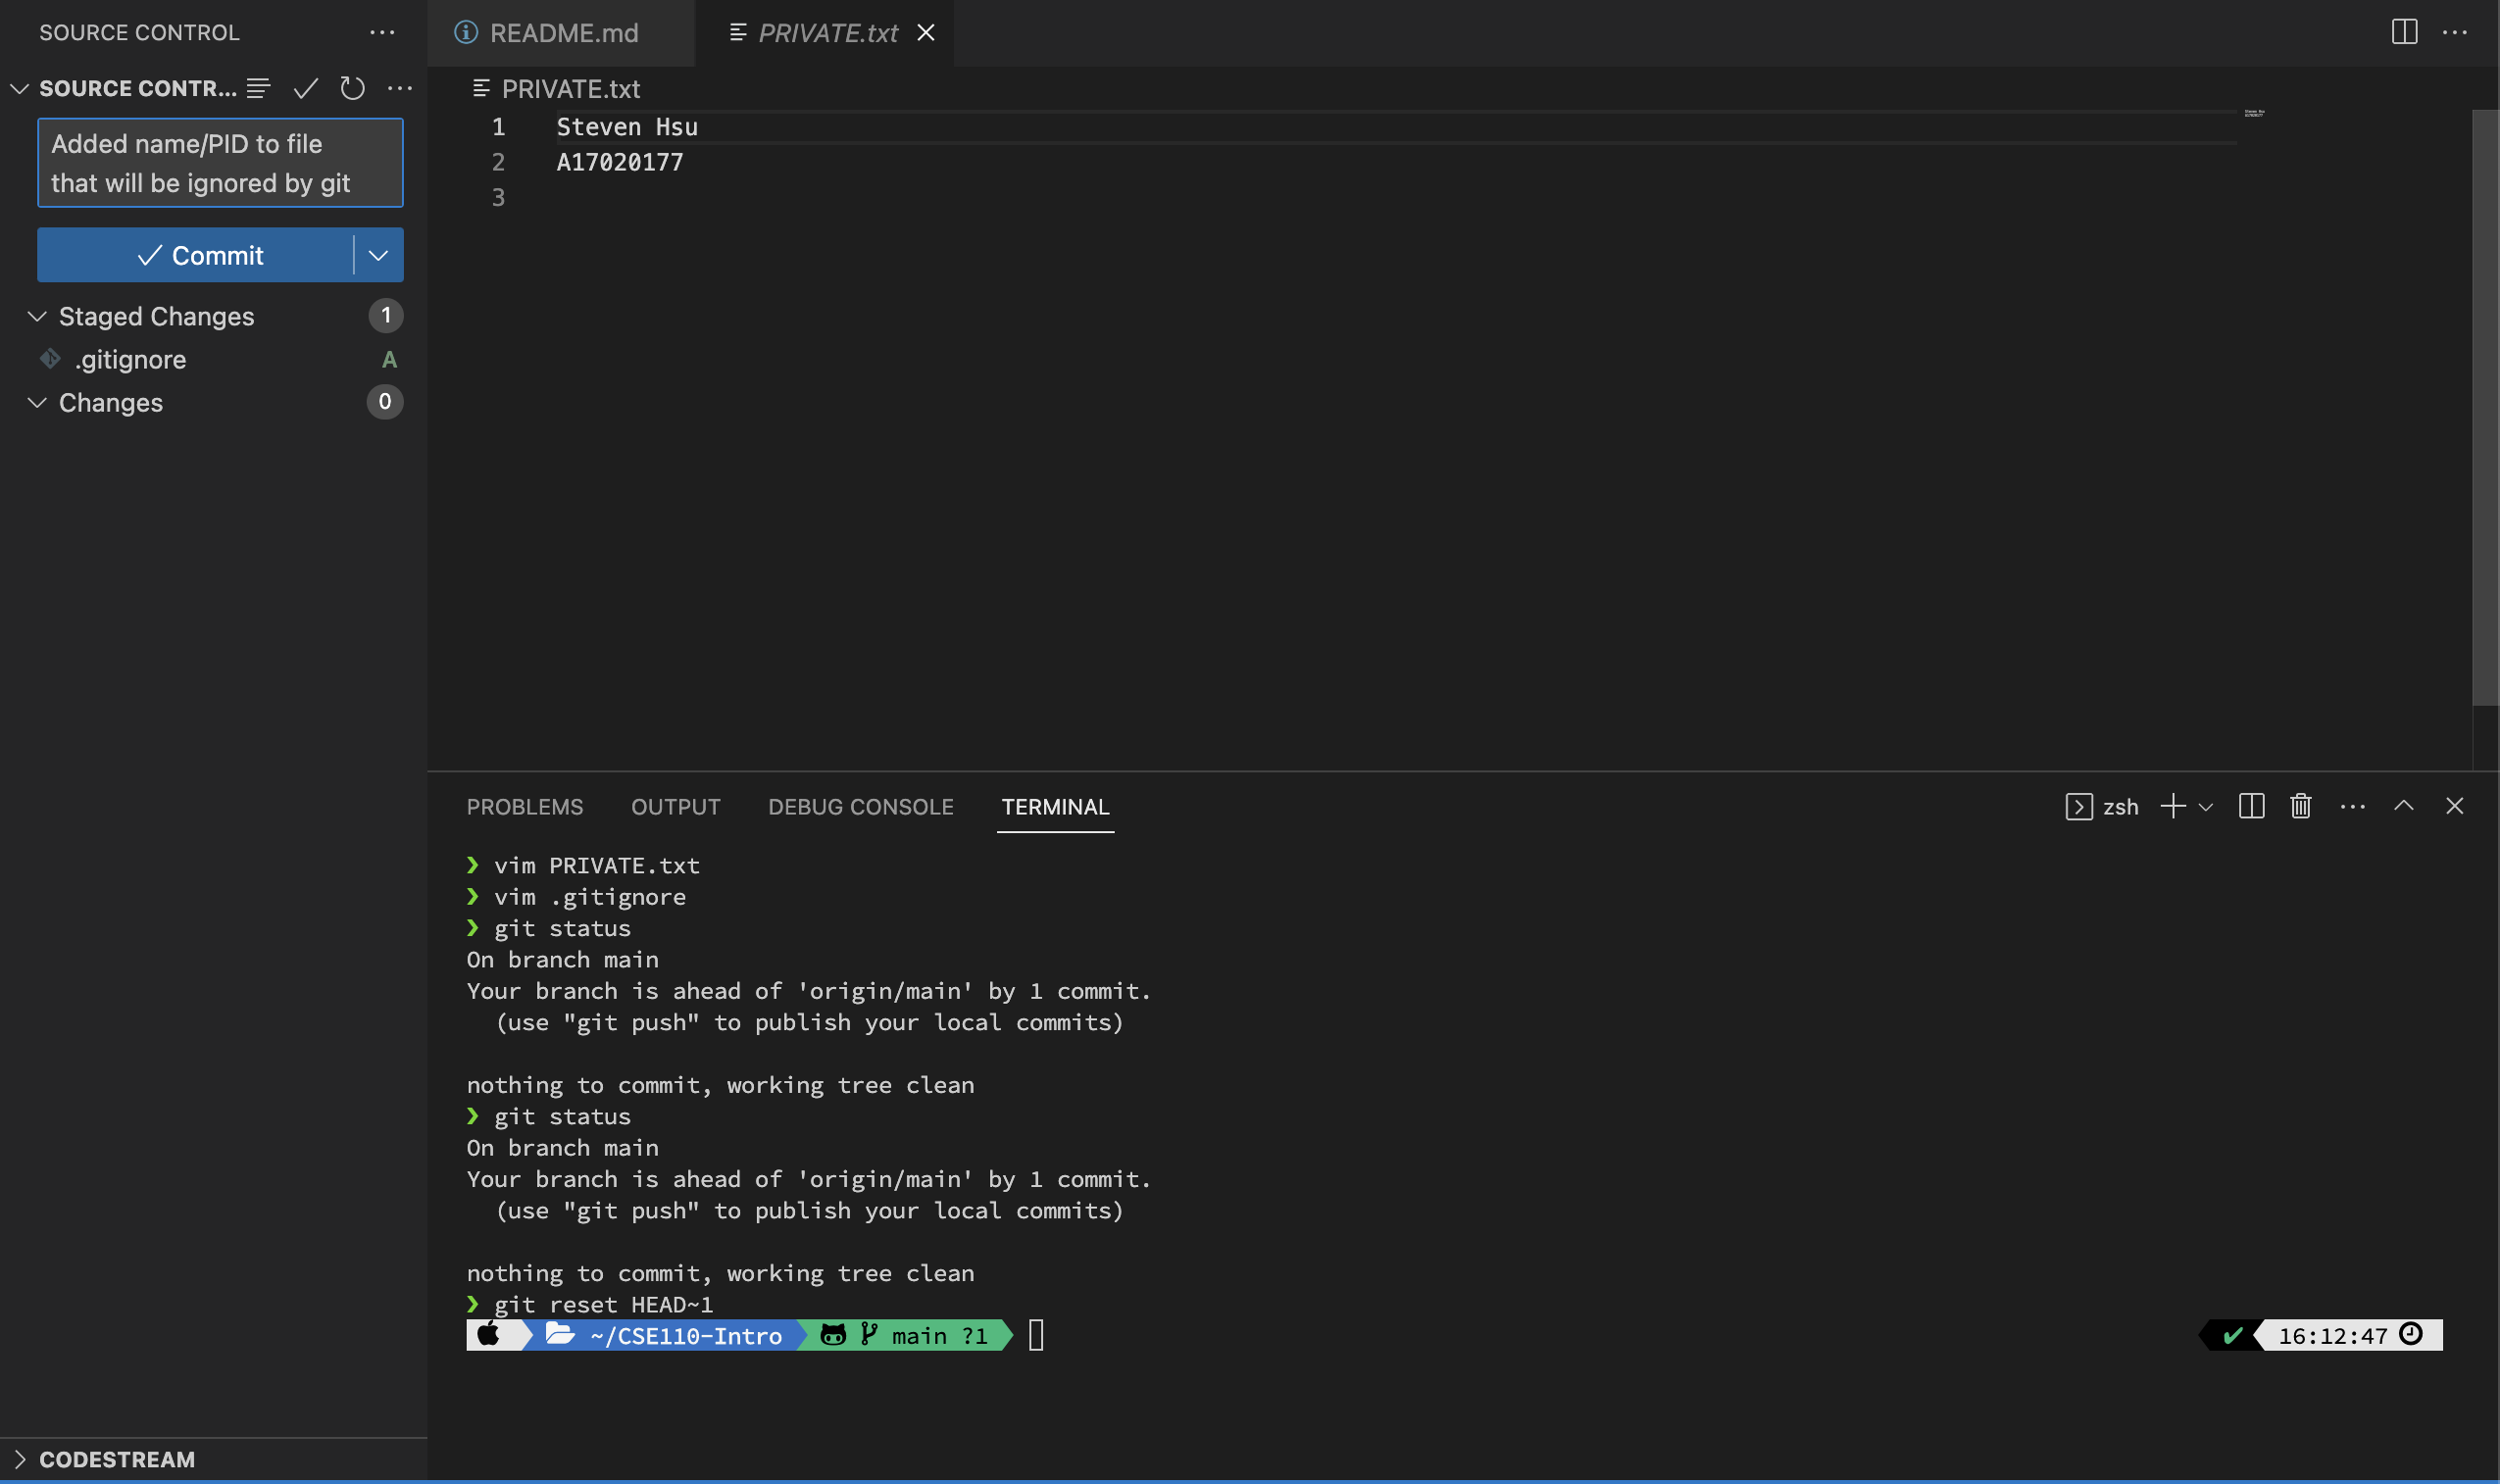 SOURCE CONTROL
SOURCE CONTR...
Added name/PID to file
that will be ignored by git
Commit
Staged Changes 1
.gitignore A
Changes 0
CODESTREAM
README.md
PRIVATE.txt
PRIVATE.txt
1 Steven Hsu
2 A17020177
3
PROBLEMS OUTPUT DEBUG CONSOLE TERMINAL
zsh
❯ vim PRIVATE.txt
❯ vim .gitignore
❯ git status
On branch main
Your branch is ahead of 'origin/main' by 1 commit.
  (use "git push" to publish your local commits)
nothing to commit, working tree clean
❯ git status
On branch main
Your branch is ahead of 'origin/main' by 1 commit.
  (use "git push" to publish your local commits)
nothing to commit, working tree clean
❯ git reset HEAD~1
~/CSE110-Intro main ?1 ✔ 16:12:47